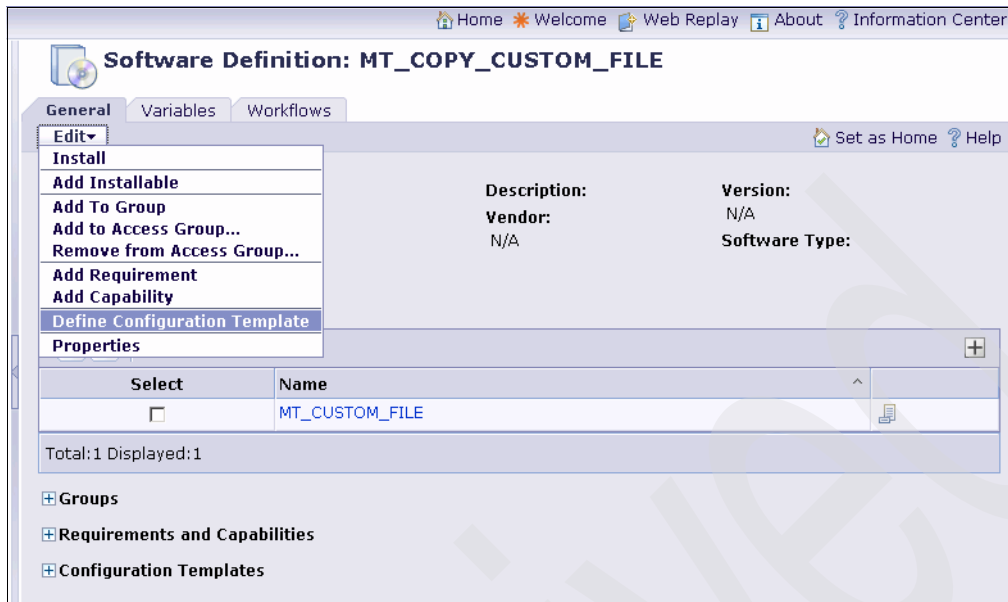 Home Welcome Web Replay About Information Center
Software Definition: MT_COPY_CUSTOM_FILE
General Variables Workflows
Edit Set as Home Help
Install
Add Installable
Add To Group
Add to Access Group...
Remove from Access Group...
Add Requirement
Add Capability
Define Configuration Template
Properties
Description:
Vendor:
N/A
Version:
N/A
Software Type:
Select Name
MT_CUSTOM_FILE
Total:1 Displayed:1
Groups
Requirements and Capabilities
Configuration Templates